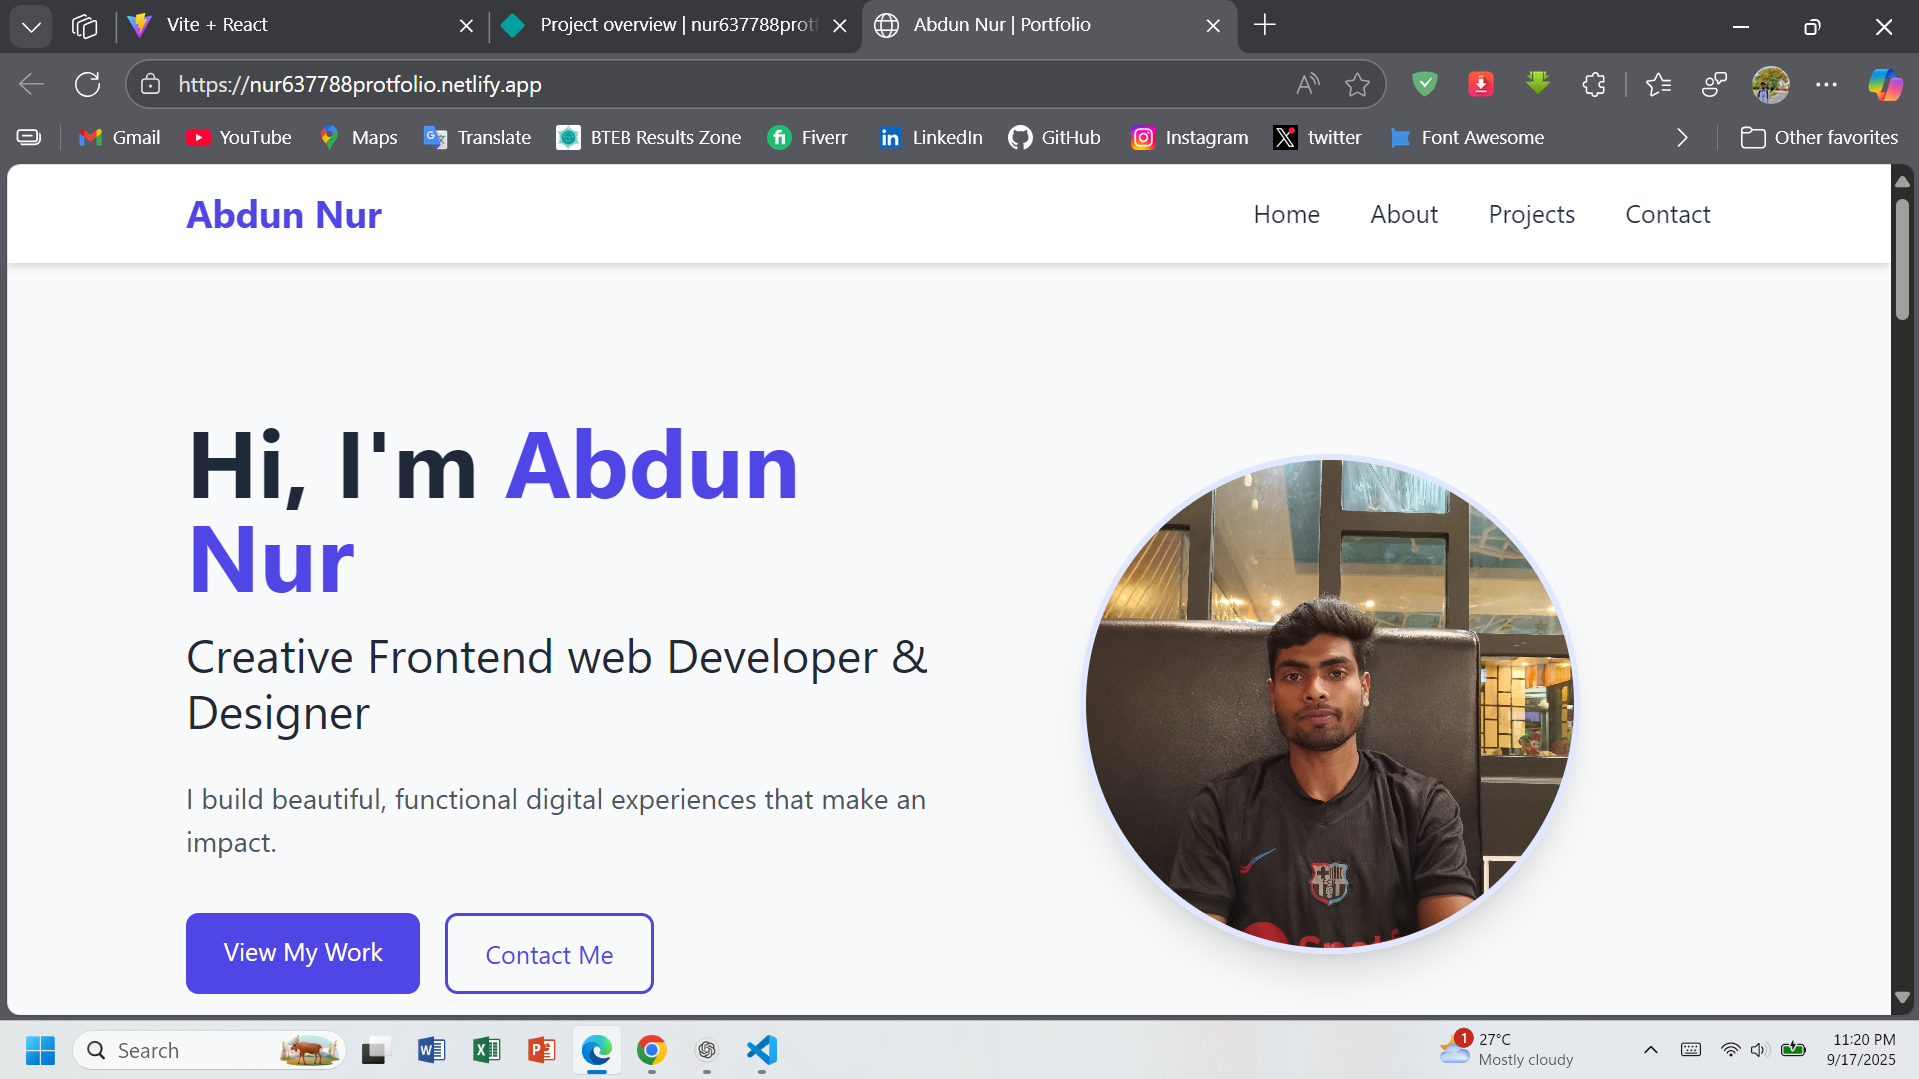 Vite + React
Project overview | nur637788protf
Abdun Nur | Portfolio
https://nur637788protfolio.netlify.app
Gmail
YouTube
Maps
Translate
BTEB Results Zone
Fiverr
LinkedIn
GitHub
Instagram
twitter
Font Awesome
Other favorites
Abdun Nur
Home
About
Projects
Contact
Hi, I'm Abdun
Nur
Creative Frontend web Developer &
Designer
I build beautiful, functional digital experiences that make an
impact.
View My Work
Contact Me
Search
1
27°C
Mostly cloudy
11:20 PM
9/17/2025